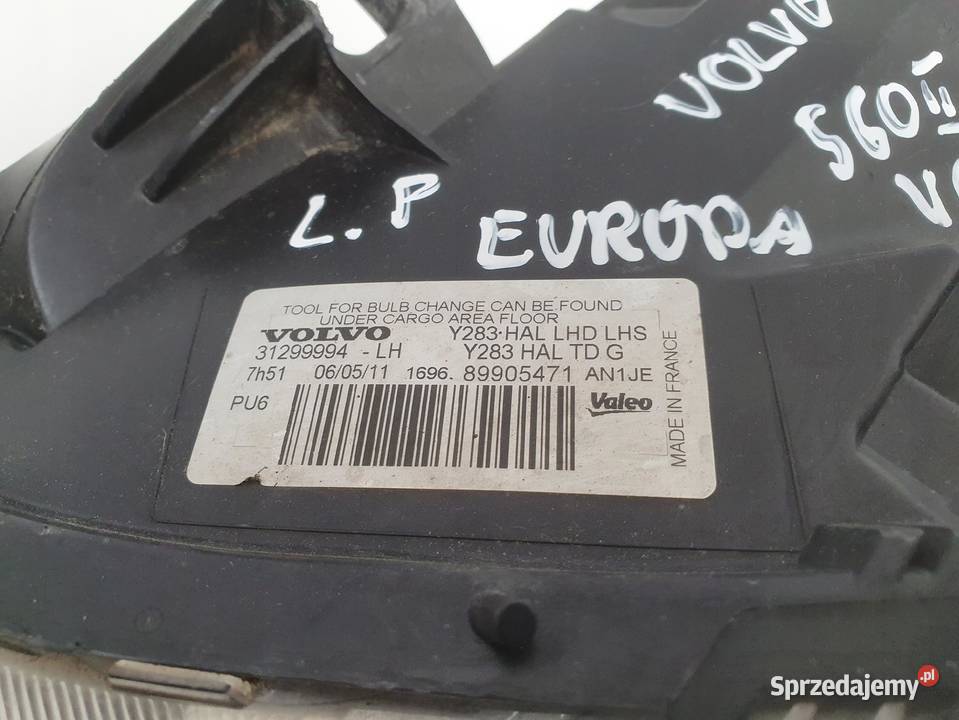 VOLVO
S60 II
L.P EUROPA
TOOL FOR BULB CHANGE CAN BE FOUND
UNDER CARGO AREA FLOOR
VOLVO Y283-HAL LHD LHS
31299994 - LH Y283 HAL TD G
7h51 06/05/11 1696. 89905471 AN1JE
PU6 Valeo
MADE IN FRANCE
Sprzedajemy.pl